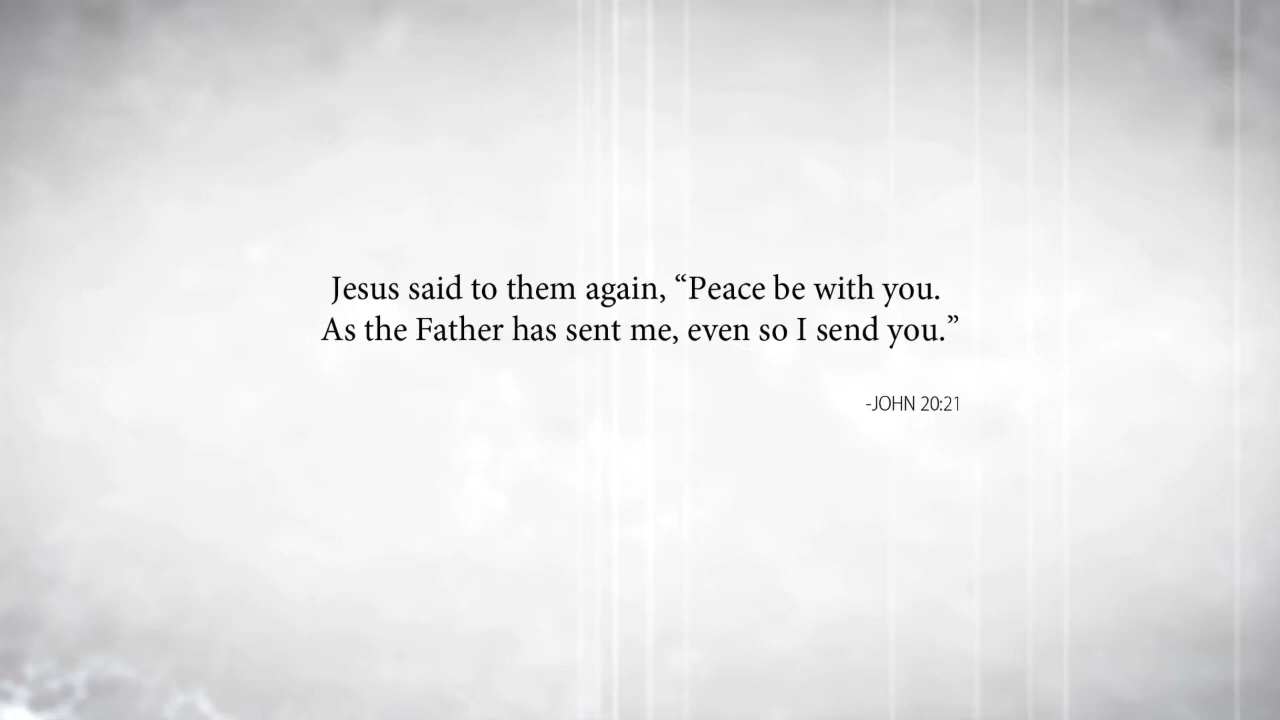 Jesus said to them again, “Peace be with you.
As the Father has sent me, even so I send you.”
-JOHN 20:21